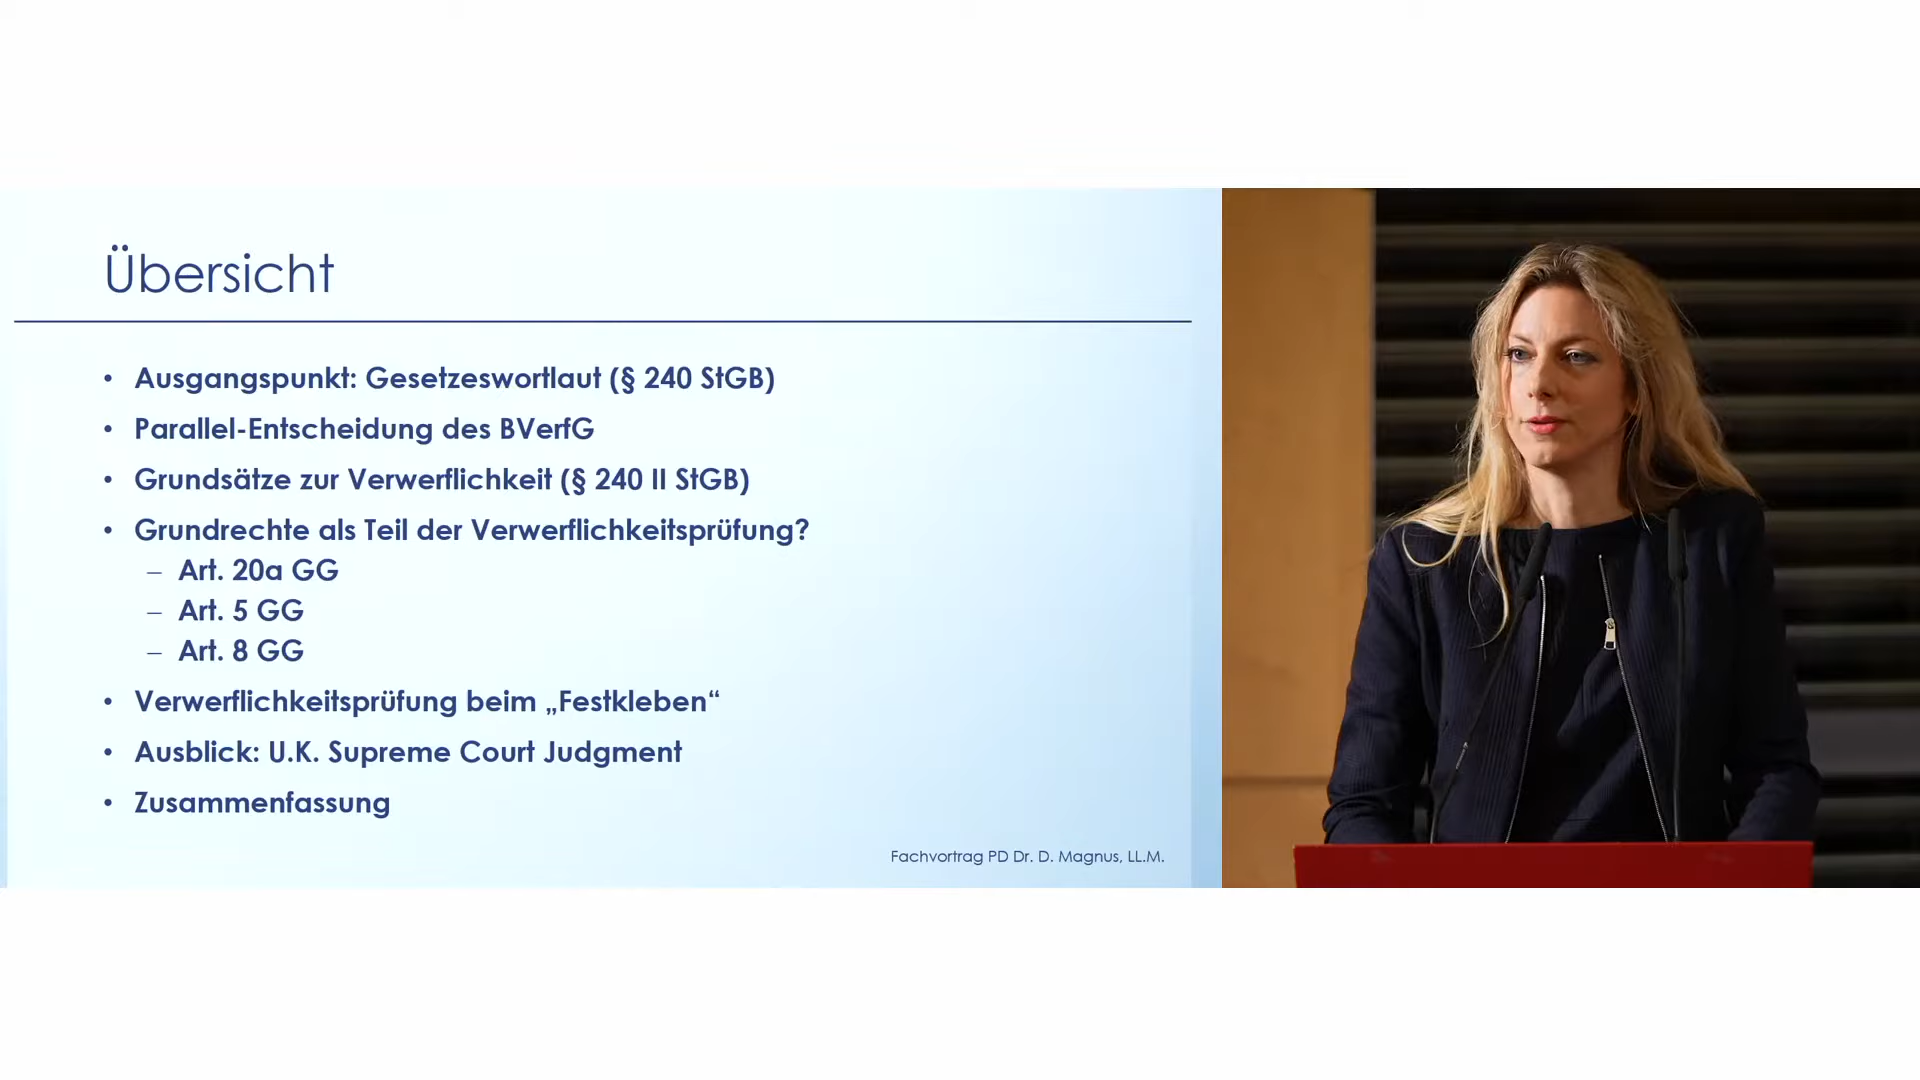 Übersicht
• Ausgangspunkt: Gesetzeswortlaut (§ 240 StGB)
• Parallel-Entscheidung des BVerfG
• Grundsätze zur Verwerflichkeit (§ 240 II StGB)
• Grundrechte als Teil der Verwerflichkeitsprüfung?
– Art. 20a GG
– Art. 5 GG
– Art. 8 GG
• Verwerflichkeitsprüfung beim „Festkleben“
• Ausblick: U.K. Supreme Court Judgment
• Zusammenfassung
Fachvortrag PD Dr. D. Magnus, LL.M.